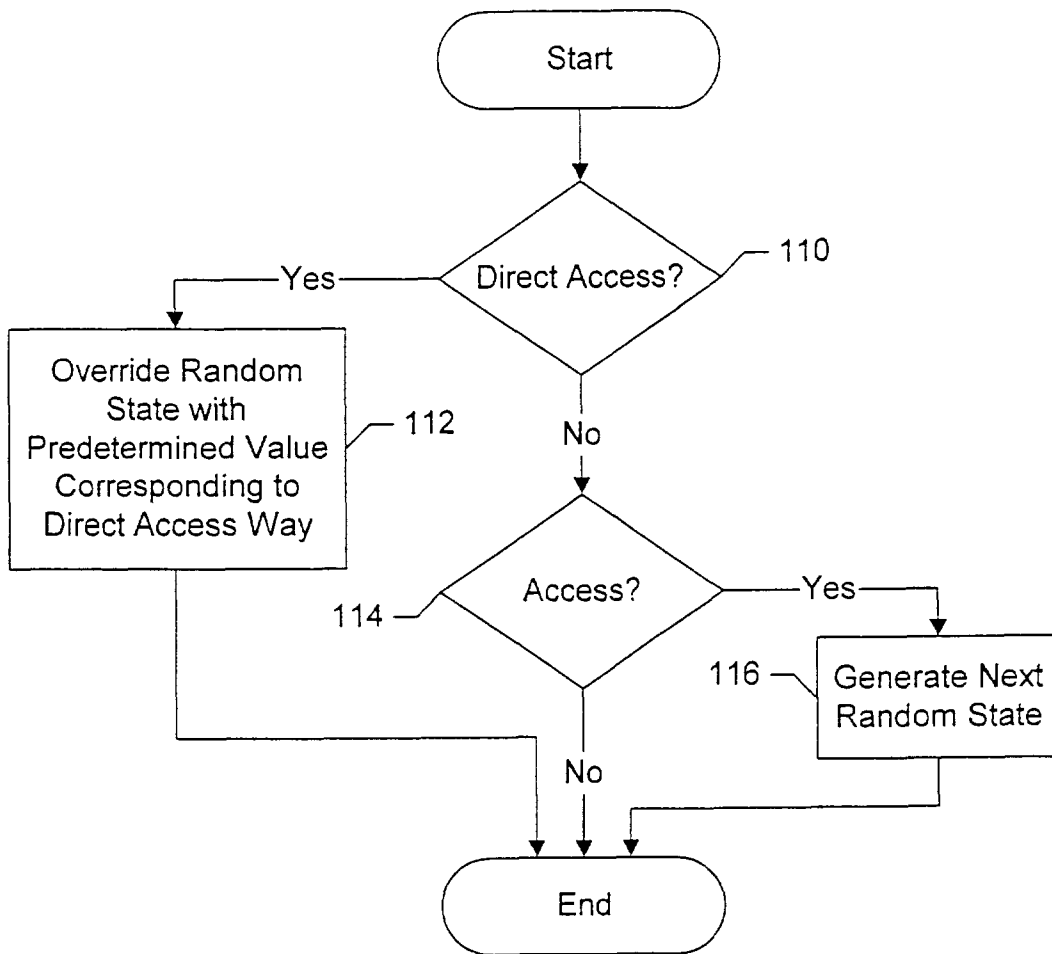 Start
Direct Access?
110
Yes
Override Random
State with
Predetermined Value
Corresponding to
Direct Access Way
112
No
Access?
114
Yes
116
Generate Next
Random State
No
End